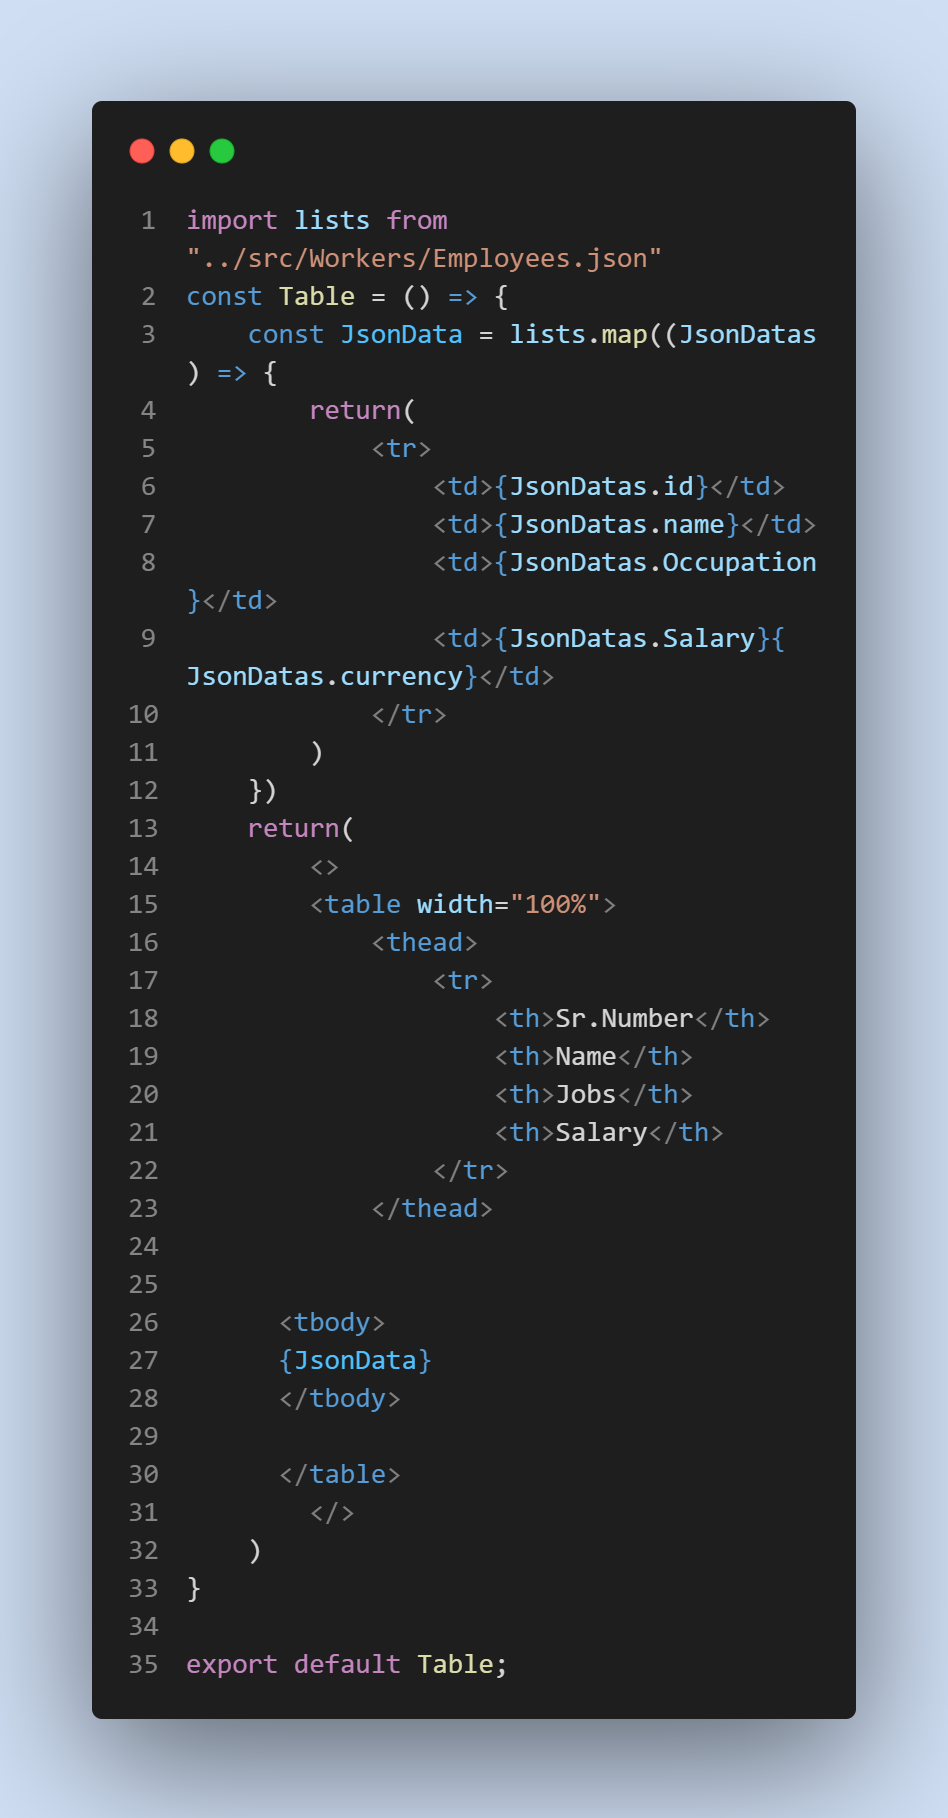 1 import lists from
"../src/Workers/Employees.json"
2 const Table = () => {
3     const JsonData = lists.map((JsonDatas
) => {
4         return(
5             <tr>
6                 <td>{JsonDatas.id}</td>
7                 <td>{JsonDatas.name}</td>
8                 <td>{JsonDatas.Occupation
}</td>
9                 <td>{JsonDatas.Salary}{
JsonDatas.currency}</td>
10             </tr>
11         )
12     })
13     return(
14         <>
15         <table width="100%">
16             <thead>
17                 <tr>
18                     <th>Sr.Number</th>
19                     <th>Name</th>
20                     <th>Jobs</th>
21                     <th>Salary</th>
22                 </tr>
23             </thead>
24
25
26       <tbody>
27       {JsonData}
28       </tbody>
29
30       </table>
31         </>
32     )
33 }
34
35 export default Table;